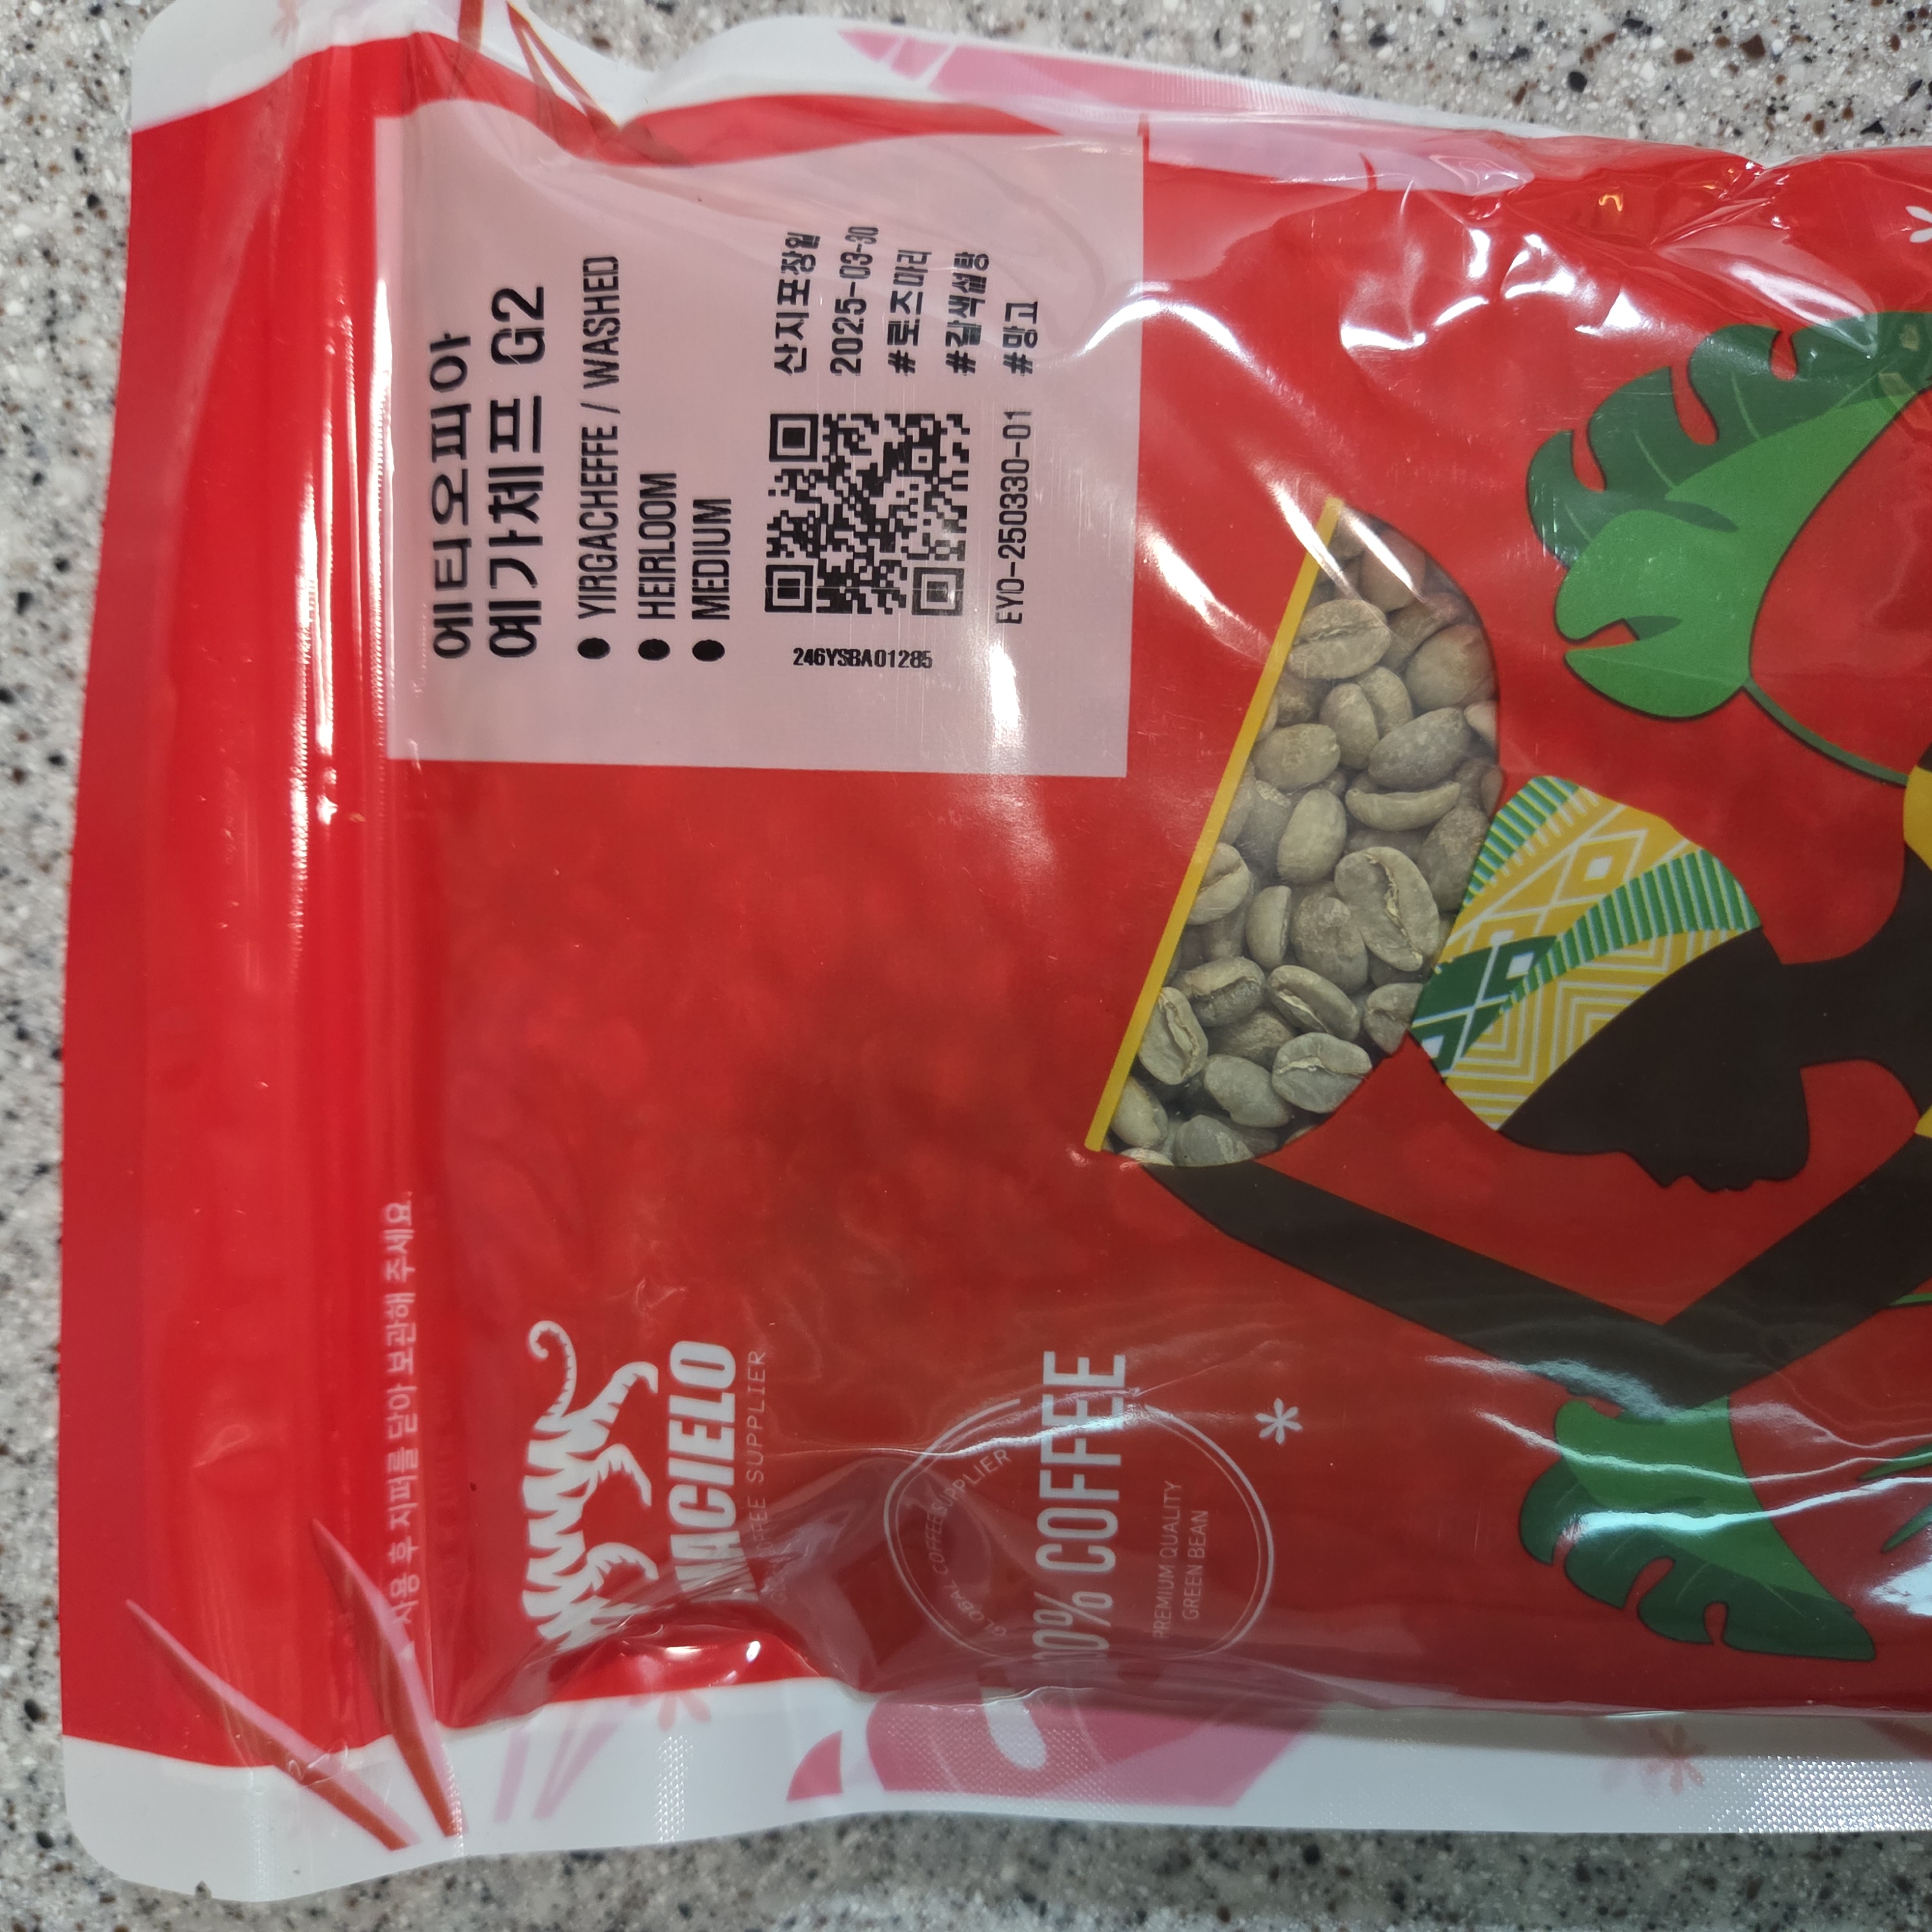 사용 후 지퍼를 닫아 보관해 주세요.
에티오피아
예가체프 G2
YIRGACHEFFE / WASHED
HEIRLOOM
MEDIUM
246YSBA01285
EYO-250330-01
산지포장일
2025-03-30
#로즈마리
#갈색설탕
#망고
MACIELO
SUPPLIER
GLOBAL COFFEE SUPPLIER
COFFEE
PREMIUM QUALITY
GREEN BEAN